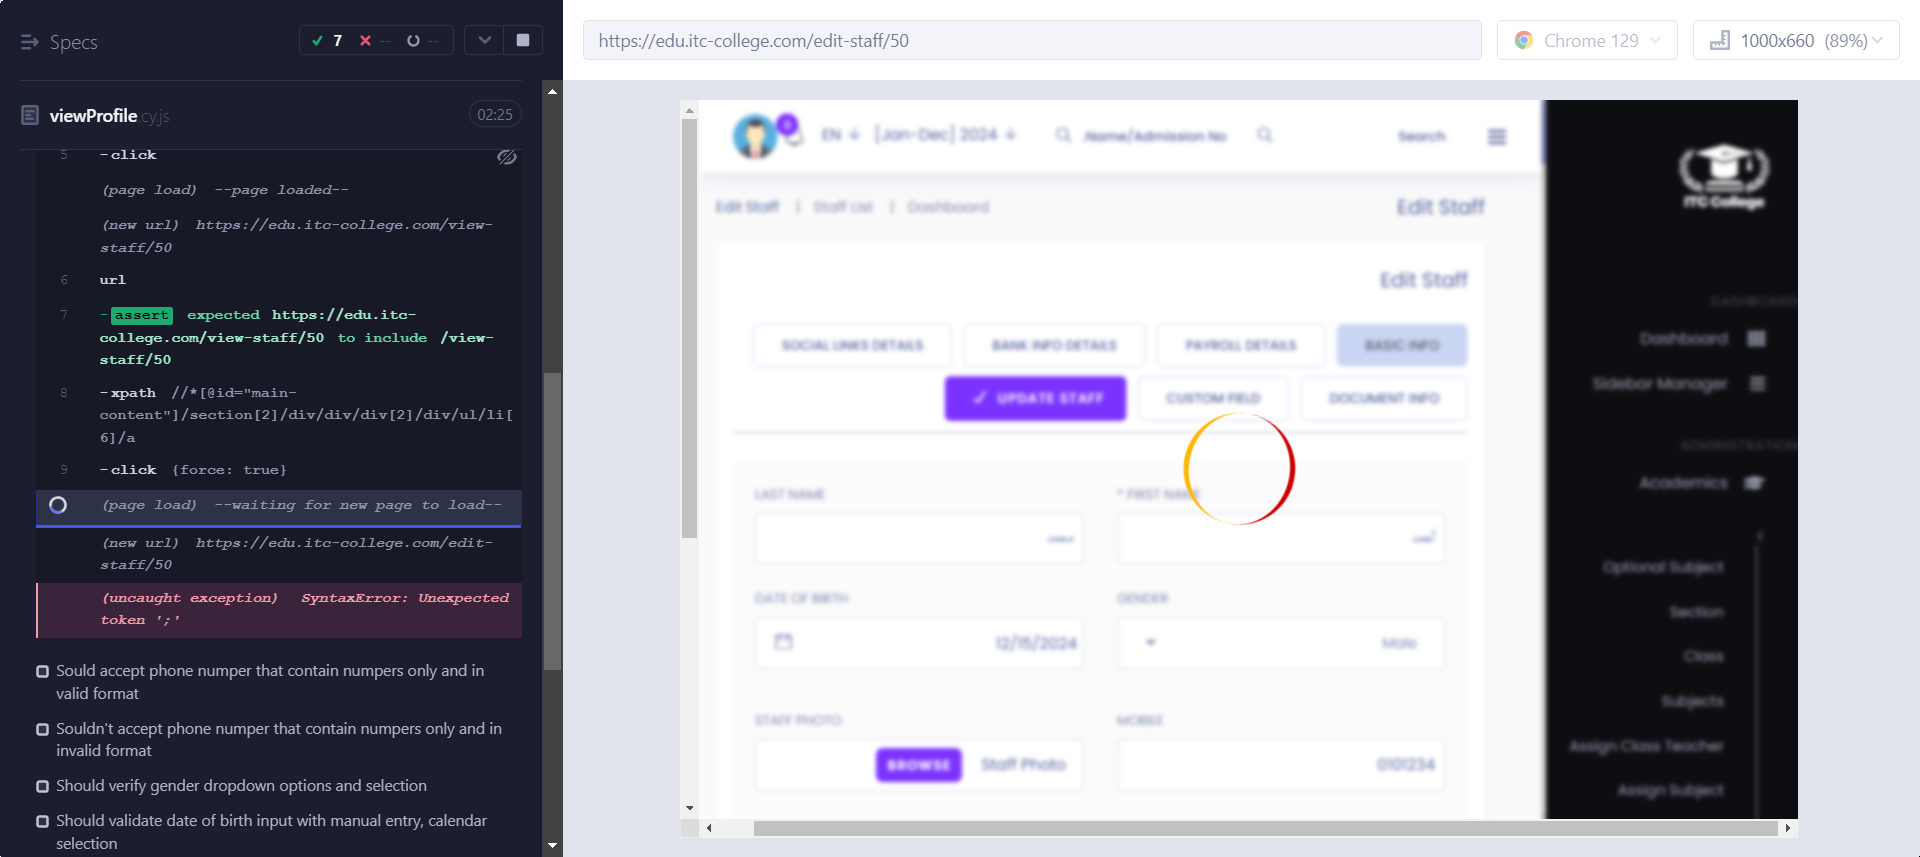 Specs
7
--
--
viewProfile cy.js
02:25
5 -click
(page load) --page loaded--
(new url) https://edu.itc-college.com/view-
staff/50
6 url
7 -assert expected https://edu.itc-
college.com/view-staff/50 to include /view-
staff/50
8 -xpath //*[@id="main-
content"]/section[2]/div/div/div[2]/div/ul/li[
6]/a
9 -click {force: true}
(page load) --waiting for new page to load--
(new url) https://edu.itc-college.com/edit-
staff/50
(uncaught exception) SyntaxError: Unexpected
token ';'
Sould accept phone numper that contain numpers only and in
valid format
Souldn't accept phone numper that contain numpers only and in
invalid format
Should verify gender dropdown options and selection
Should validate date of birth input with manual entry, calendar
selection
https://edu.itc-college.com/edit-staff/50
Chrome 129
1000x660 (89%)
0
EN [Jan-Dec] 2024 Name/Admission No Search
Edit Staff | Staff List | Dashboard
Edit Staff
Edit Staff
SOCIAL LINKS DETAILS BANK INFO DETAILS PAYROLL DETAILS BASIC INFO
UPDATE STAFF CUSTOM FIELD DOCUMENT INFO
LAST NAME * FIRST NAME
DATE OF BIRTH GENDER
12/15/2024 Male
STAFF PHOTO MOBILE
BROWSE Staff Photo 0101234
ITC College
DASHBOARD
Dashboard
Sidebar Manager
ADMINISTRATION
Academics
Optional Subject
Section
Class
Subjects
Assign Class Teacher
Assign Subject